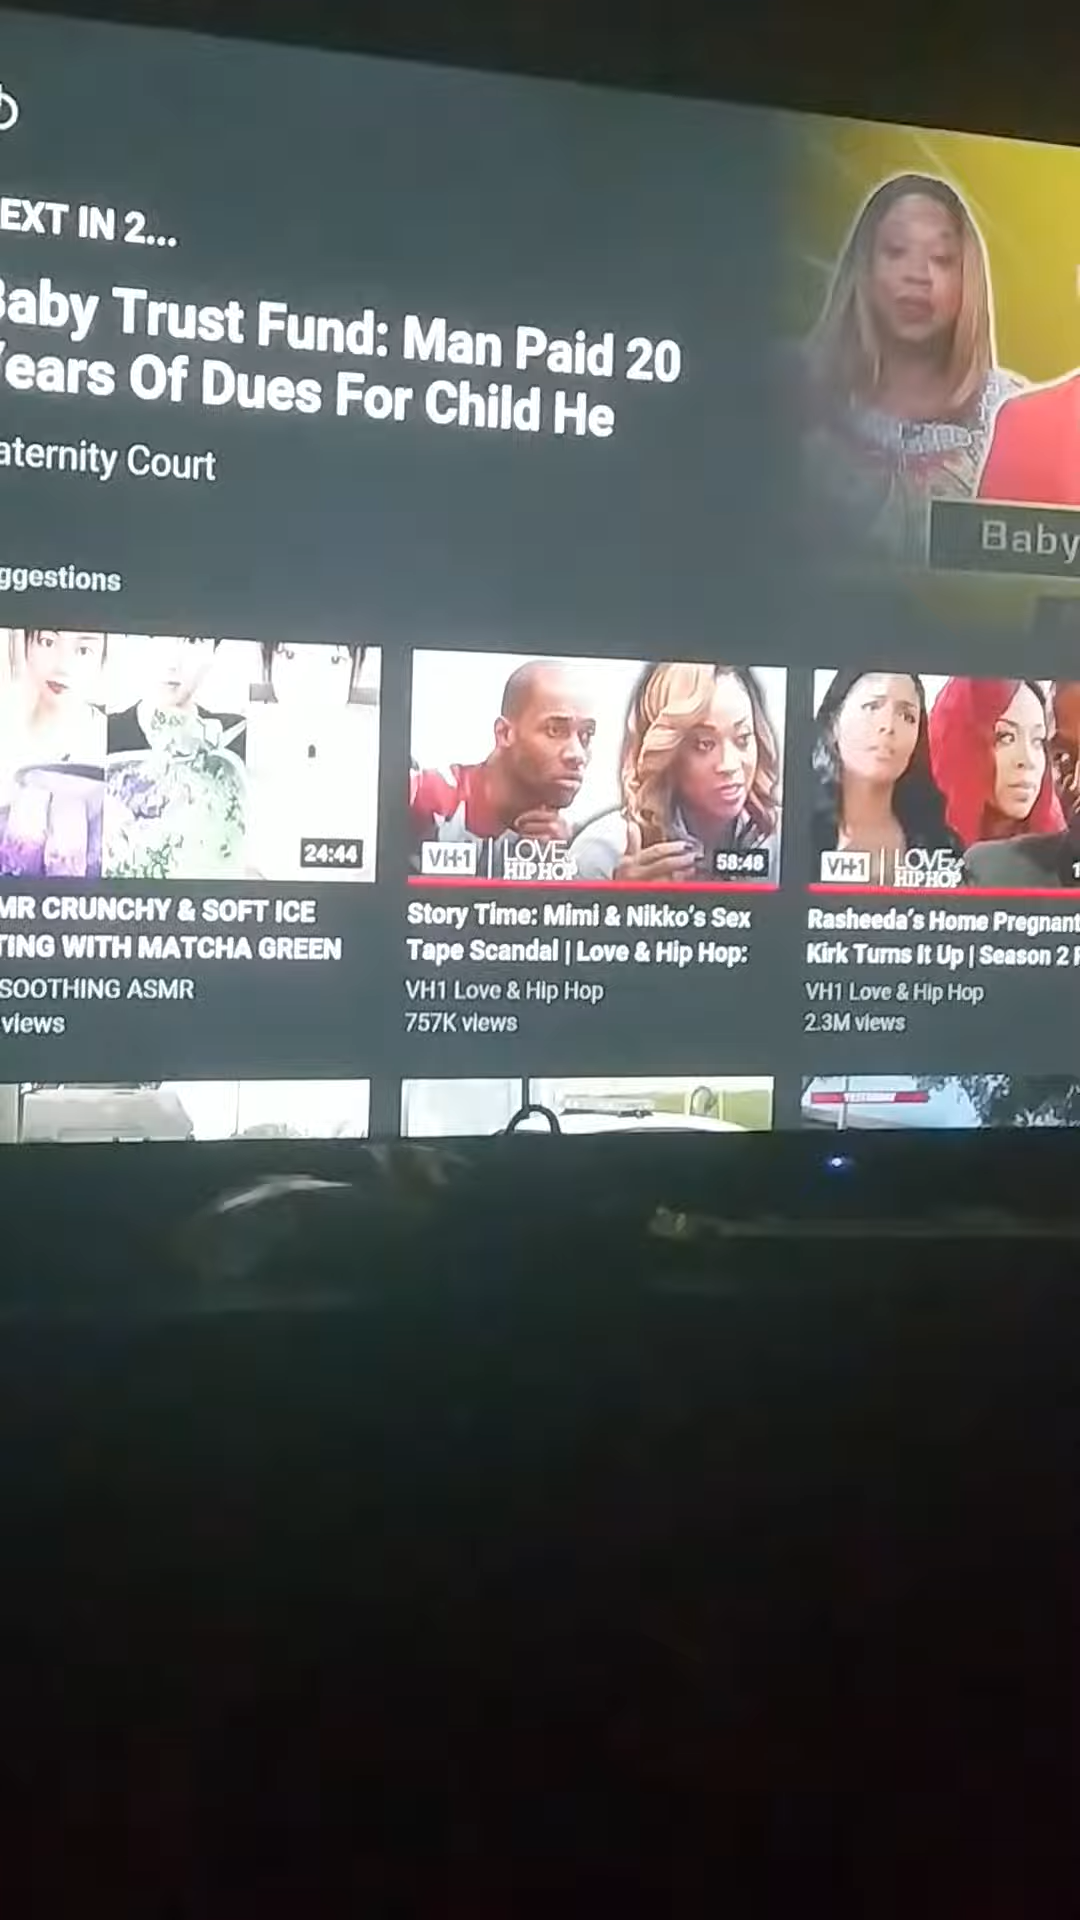 EXT IN 2...
Baby Trust Fund: Man Paid 20
Years Of Dues For Child He
aternity Court
Baby
ggestions
24:44
VH1 LOVE & HIP HOP
58:48
VH1 LOVE & HIP HOP
1
MR CRUNCHY & SOFT ICE
TING WITH MATCHA GREEN
SOOTHING ASMR
views
Story Time: Mimi & Nikko's Sex
Tape Scandal | Love & Hip Hop:
VH1 Love & Hip Hop
757K views
Rasheeda's Home Pregnant
Kirk Turns It Up | Season 2
VH1 Love & Hip Hop
2.3M views